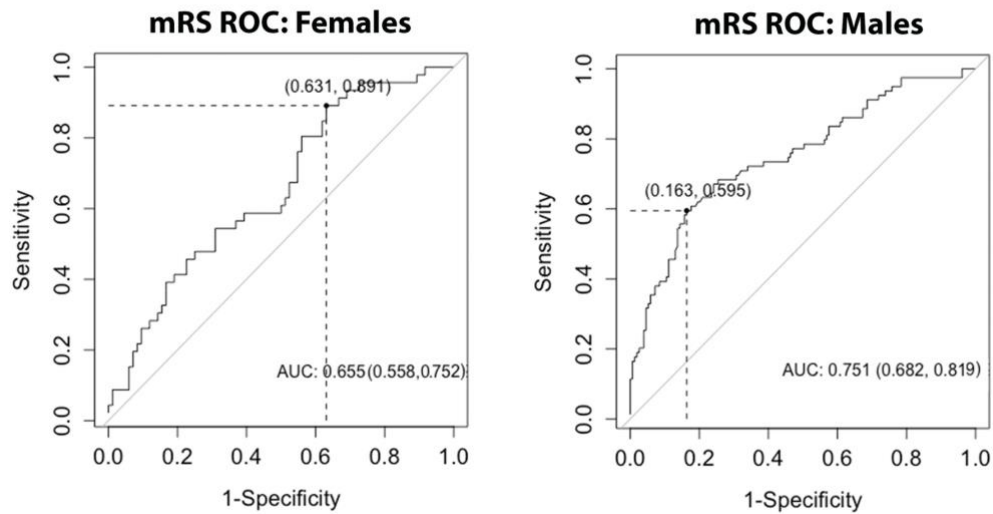 mRS ROC: Females
1.0
0.8
0.6
0.4
0.2
0.0
Sensitivity
(0.631, 0.891)
AUC: 0.655(0.558,0.752)
0.0 0.2 0.4 0.6 0.8 1.0
1-Specificity
mRS ROC: Males
1.0
0.8
0.6
0.4
0.2
0.0
Sensitivity
(0.163, 0.595)
AUC: 0.751 (0.682, 0.819)
0.0 0.2 0.4 0.6 0.8 1.0
1-Specificity